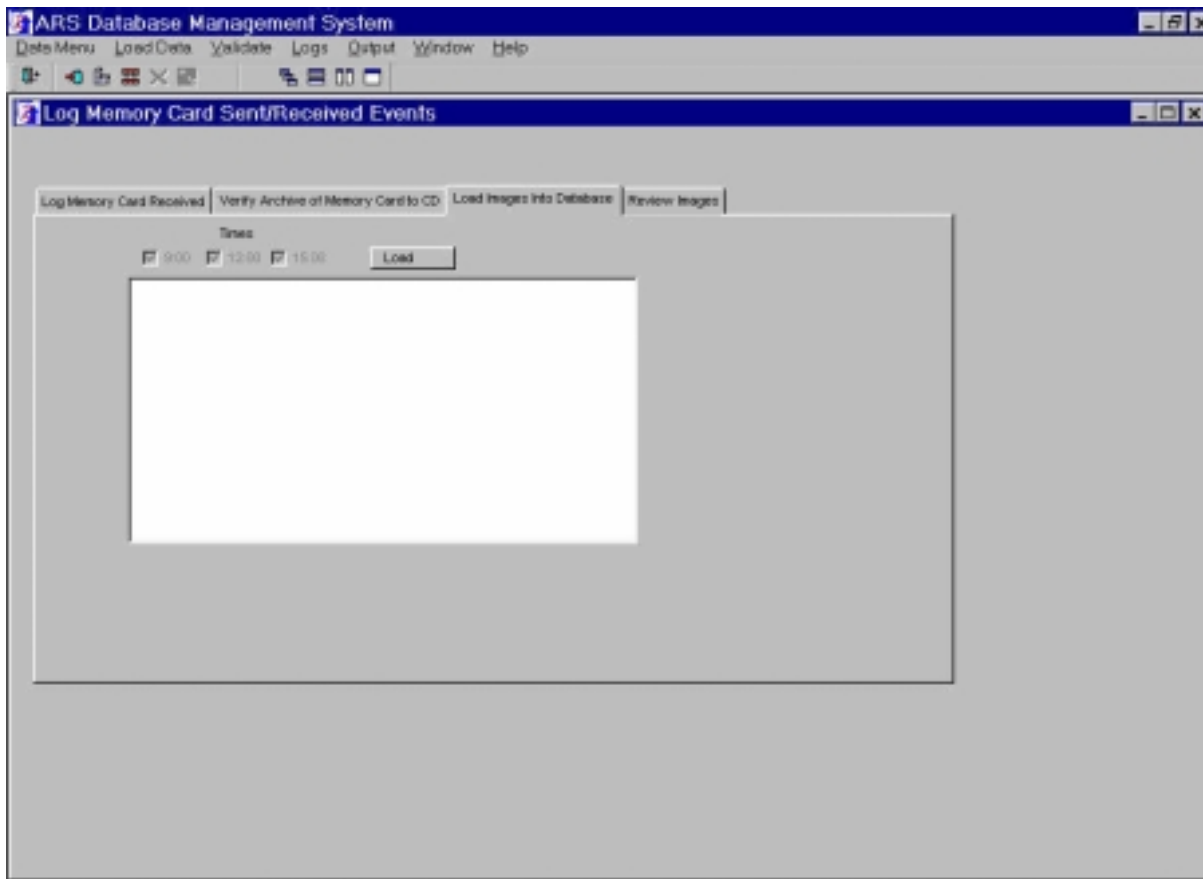 ARS Database Management System
Data Menu Load Data Validate Logs Output Window Help
Log Memory Card Sent/Received Events
Log Memory Card Received Verify Archive of Memory Card to CD Load Images Into Database Review Images
Times
9:00 12:00 15:00 Load